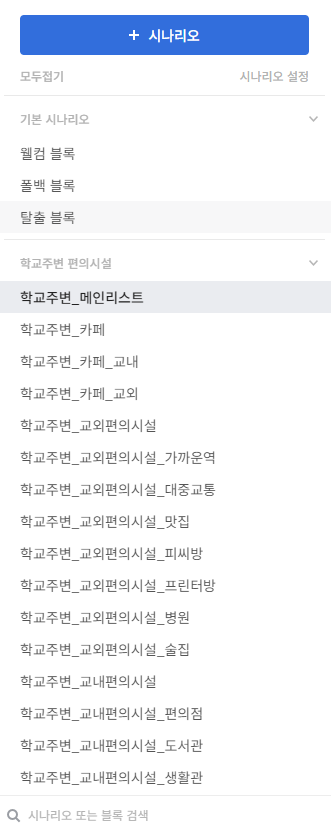 + 시나리오
모두접기 시나리오 설정
기본 시나리오
웰컴 블록
폴백 블록
탈출 블록
학교주변 편의시설
학교주변_메인리스트
학교주변_카페
학교주변_카페_교내
학교주변_카페_교외
학교주변_교외편의시설
학교주변_교외편의시설_가까운역
학교주변_교외편의시설_대중교통
학교주변_교외편의시설_맛집
학교주변_교외편의시설_피씨방
학교주변_교외편의시설_프린터방
학교주변_교외편의시설_병원
학교주변_교외편의시설_술집
학교주변_교내편의시설
학교주변_교내편의시설_편의점
학교주변_교내편의시설_도서관
학교주변_교내편의시설_생활관
시나리오 또는 블록 검색